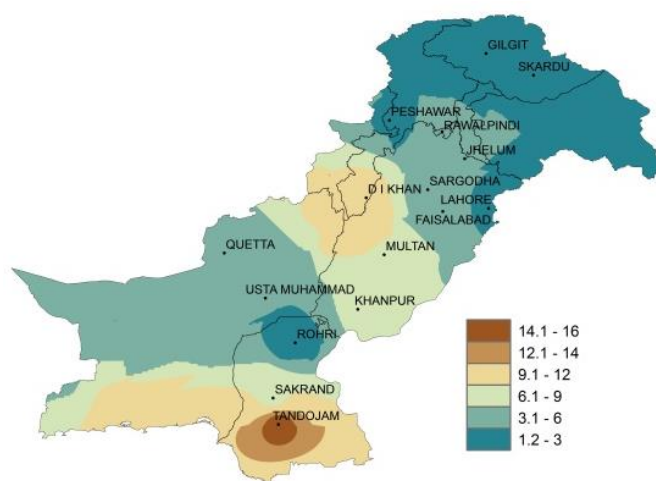 GILGIT
SKARDU
PESHAWAR
RAWALPINDI
JHELUM
SARGODHA
D I KHAN
LAHORE
FAISALABAD
QUETTA
MULTAN
USTA MUHAMMAD
KHANPUR
ROHRI
SAKRAND
TANDOJAM
14.1 - 16
12.1 - 14
9.1 - 12
6.1 - 9
3.1 - 6
1.2 - 3